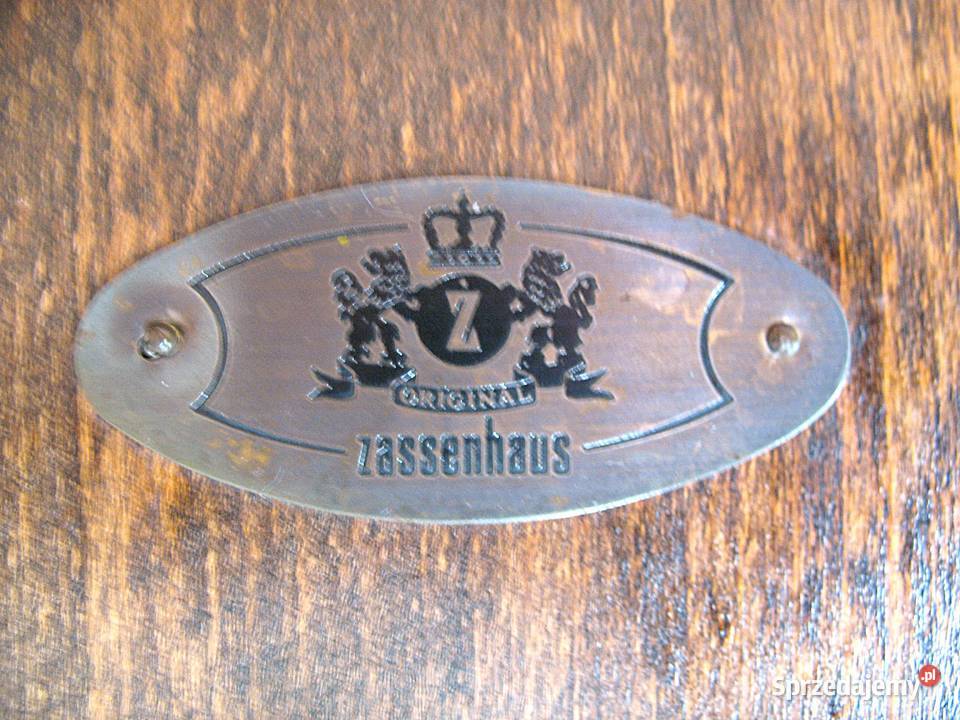 Z
ORIGINAL
zassenhaus
Sprzedajemy.pl